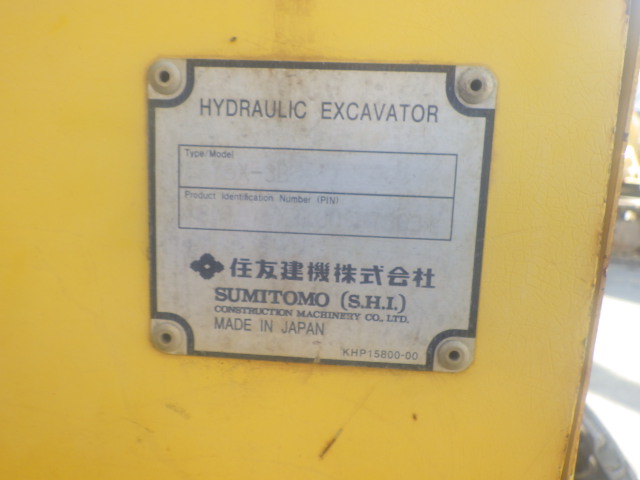 HYDRAULIC EXCAVATOR
Type/Model
Product Identification Number (PIN)
住友建機株式会社
SUMITOMO (S.H.I.)
CONSTRUCTION MACHINERY CO., LTD.
MADE IN JAPAN
KHP15800-00